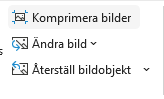 Komprimera bilder
Ändra bild
Återställ bildobjekt